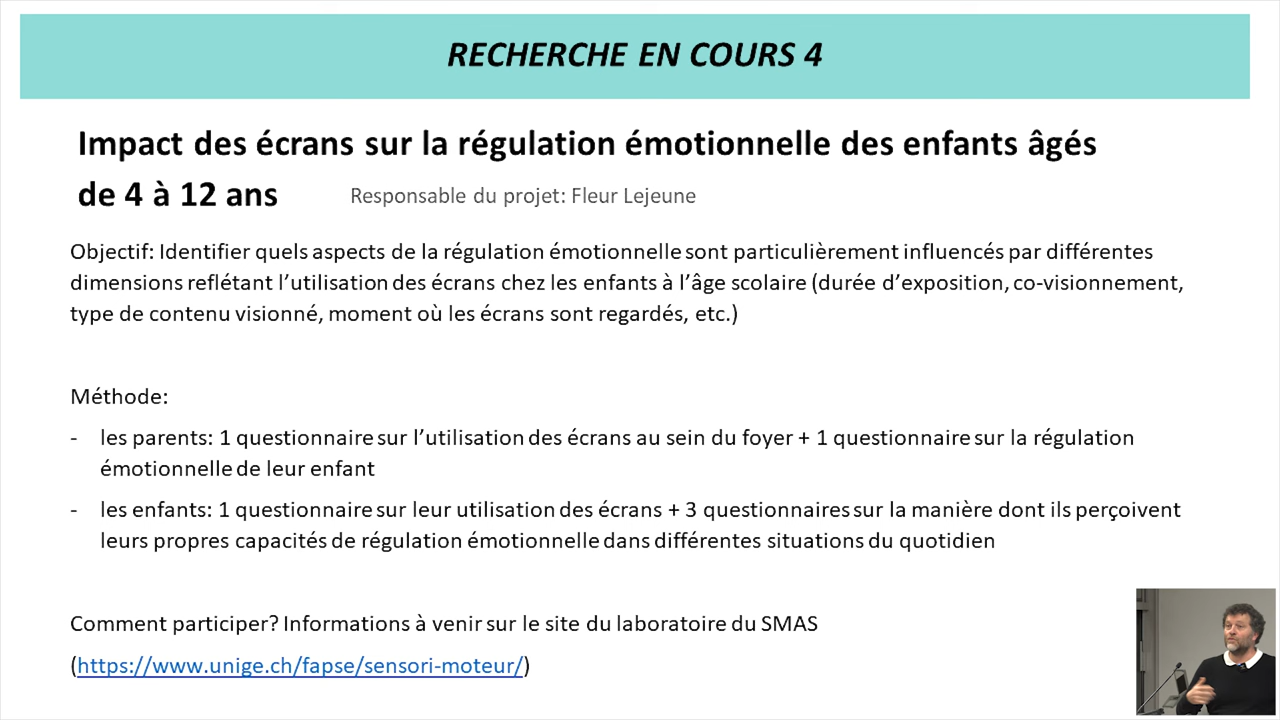 RECHERCHE EN COURS 4
Impact des écrans sur la régulation émotionnelle des enfants âgés
de 4 à 12 ans
Responsable du projet: Fleur Lejeune
Objectif: Identifier quels aspects de la régulation émotionnelle sont particulièrement influencés par différentes
dimensions reflétant l’utilisation des écrans chez les enfants à l’âge scolaire (durée d’exposition, co-visionnement,
type de contenu visionné, moment où les écrans sont regardés, etc.)
Méthode:
- les parents: 1 questionnaire sur l’utilisation des écrans au sein du foyer + 1 questionnaire sur la régulation
émotionnelle de leur enfant
- les enfants: 1 questionnaire sur leur utilisation des écrans + 3 questionnaires sur la manière dont ils perçoivent
leurs propres capacités de régulation émotionnelle dans différentes situations du quotidien
Comment participer? Informations à venir sur le site du laboratoire du SMAS
(https://www.unige.ch/fapse/sensori-moteur/)